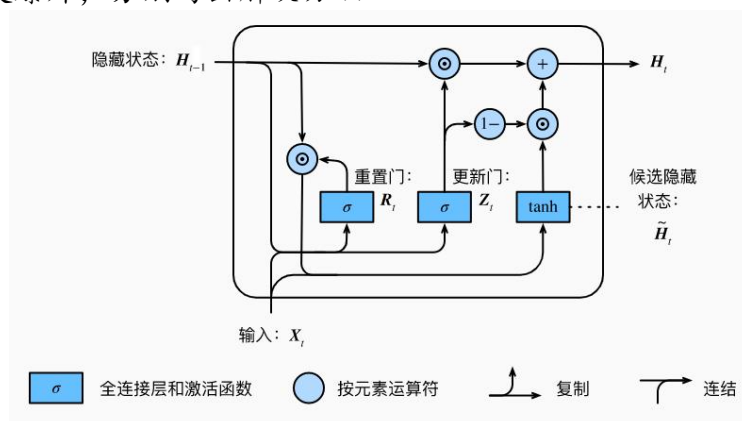 隐藏状态：H_{t-1}
H_t
1−
重置门：
R_t
更新门：
Z_t
候选隐藏
状态：
H̃_t
σ
σ
tanh
输入：X_t
σ
全连接层和激活函数
按元素运算符
复制
连结